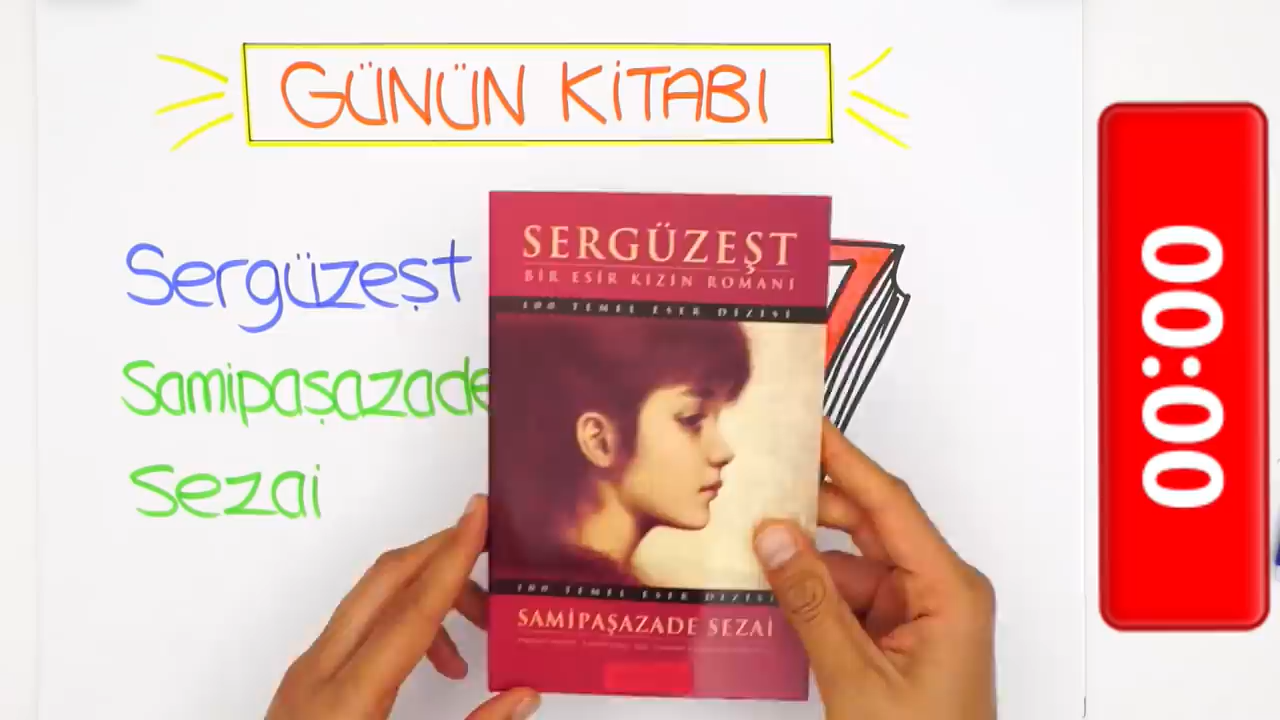 GÜNÜN KİTABI
Sergüzeşt
Samipaşazade
Sezai
SERGÜZEŞT
BİR ESİR KIZIN ROMANI
100 TEMEL ESER DİZİSİ
100 TEMEL ESER DİZİSİ
SAMİPAŞAZADE SEZAİ
00:00